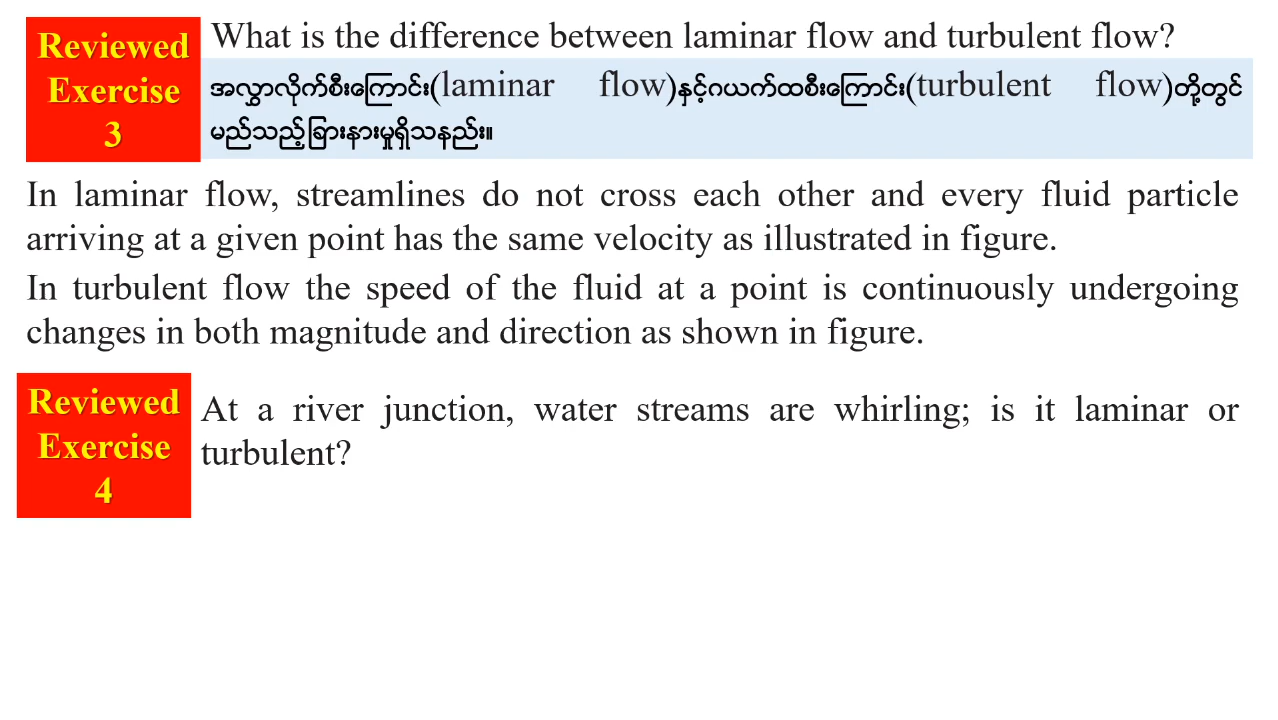 Reviewed
Exercise
3
What is the difference between laminar flow and turbulent flow?
အလွှာလိုက်စီးကြောင်း(laminar flow)နှင့်ဂယက်ထစီးကြောင်း(turbulent flow)တို့တွင်
မည်သည့်ခြားနားမှုရှိသနည်း။
In laminar flow, streamlines do not cross each other and every fluid particle
arriving at a given point has the same velocity as illustrated in figure.
In turbulent flow the speed of the fluid at a point is continuously undergoing
changes in both magnitude and direction as shown in figure.
Reviewed
Exercise
4
At a river junction, water streams are whirling; is it laminar or
turbulent?